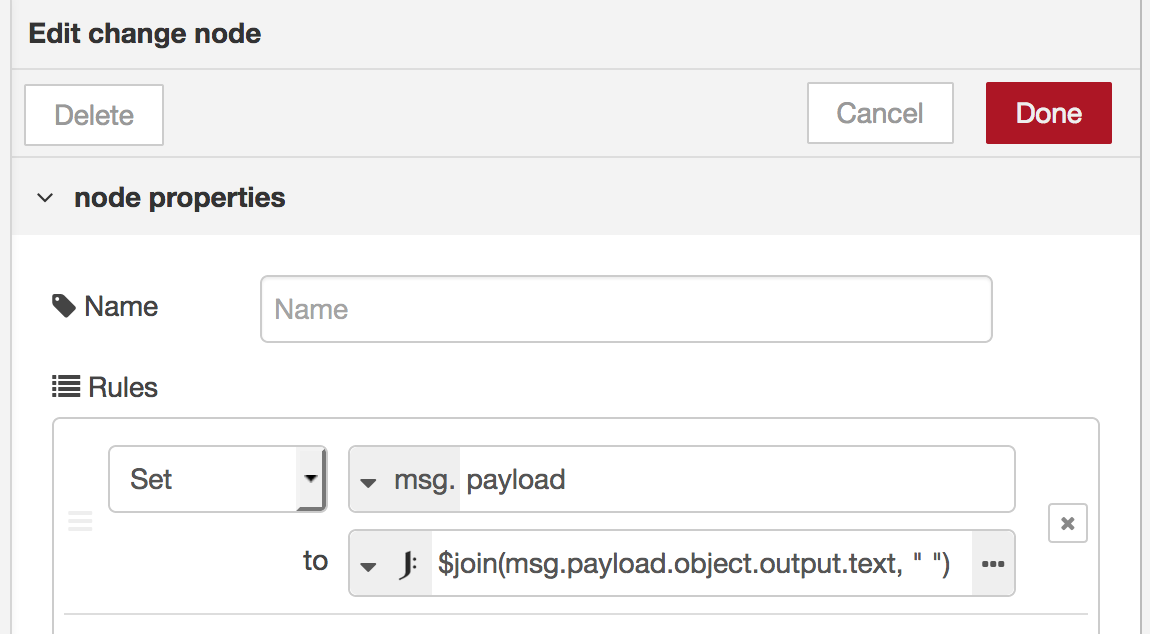 Edit change node
Delete Cancel Done
node properties
Name Name
Rules
Set msg. payload
to J: $join(msg.payload.object.output.text, " ") •••